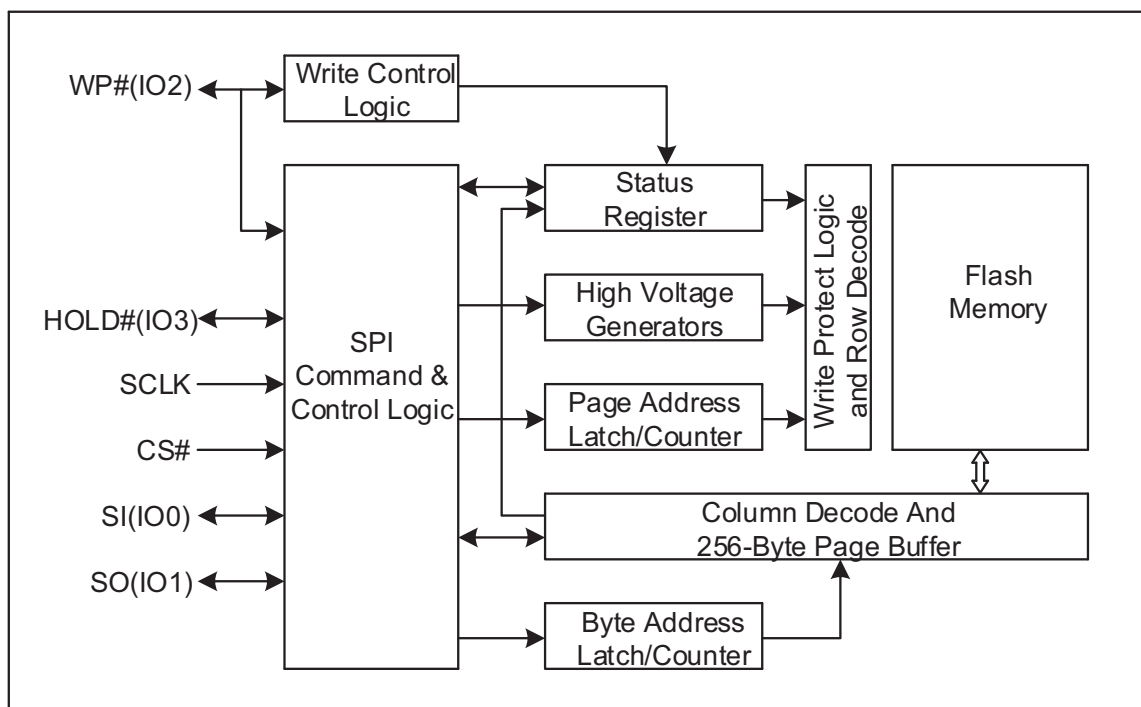 WP#(IO2)
Write Control
Logic
Status
Register
Write Protect Logic
and Row Decode
Flash
Memory
High Voltage
Generators
HOLD#(IO3)
SPI
Command &
Control Logic
SCLK
Page Address
Latch/Counter
CS#
SI(IO0)
Column Decode And
256-Byte Page Buffer
SO(IO1)
Byte Address
Latch/Counter